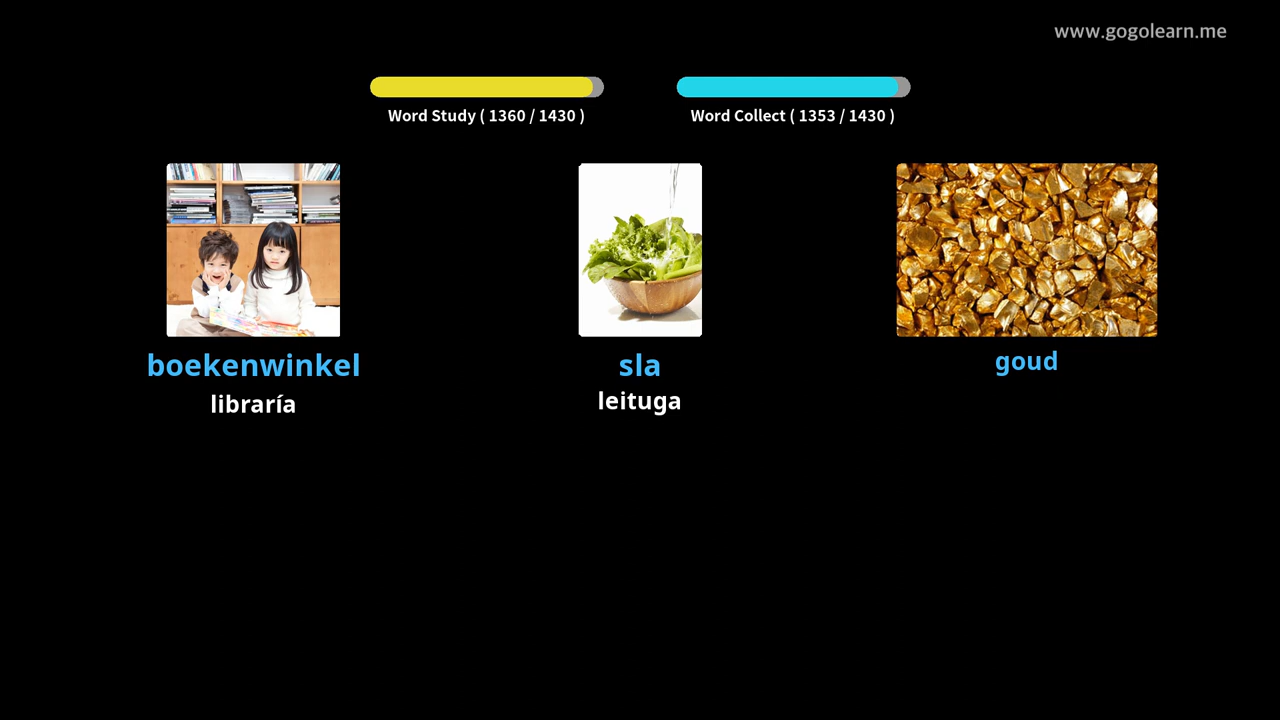 www.gogolearn.me
Word Study ( 1360 / 1430 )
Word Collect ( 1353 / 1430 )
boekenwinkel
libraría
sla
leituga
goud